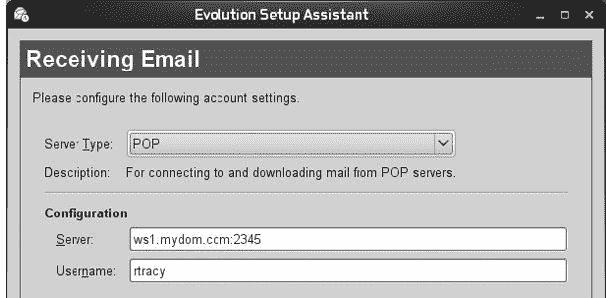 Evolution Setup Assistant
Receiving Email
Please configure the following account settings.
Server Type: POP
Description: For connecting to and downloading mail from POP servers.
Configuration
Server: ws1.mydom.com:2345
Username: rtracy